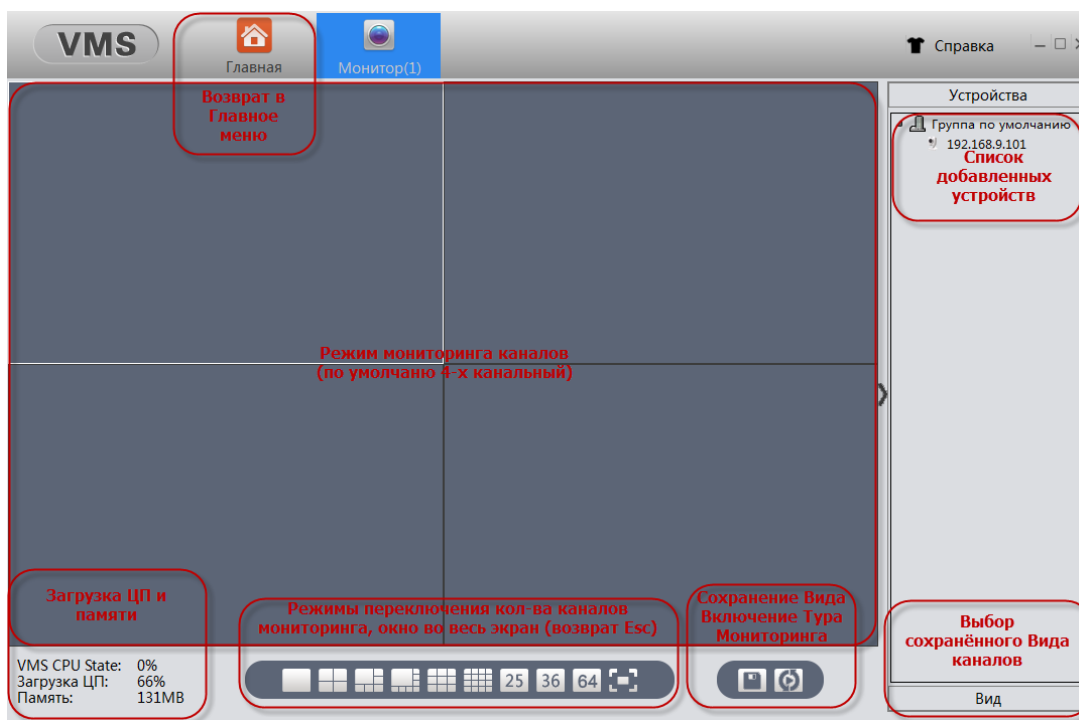 VMS
Главная
Монитор(1)
Справка
Возврат в
Главное
меню
Устройства
Группа по умолчанию
192.168.9.101
Список
добавленных
устройств
Режим мониторинга каналов
(по умолчаню 4-х канальный)
Загрузка ЦП и
памяти
Режимы переключения кол-ва каналов
мониторинга, окно во весь экран (возврат Esc)
Сохранение Вида
Включение Тура
Мониторинга
Выбор
сохранённого Вида
каналов
VMS CPU State: 0%
Загрузка ЦП: 66%
Память: 131MB
25 36 64
Вид